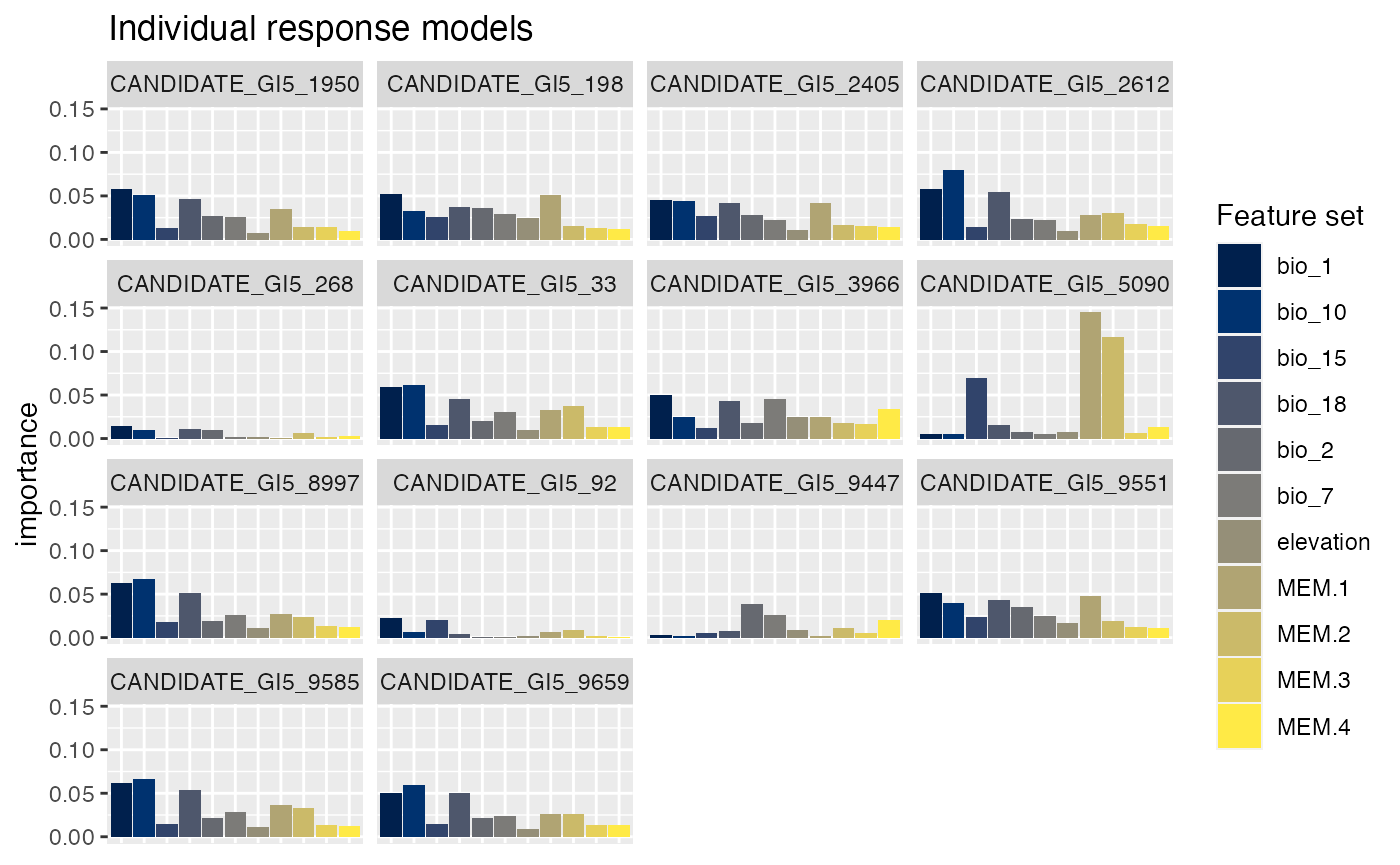 Individual response models
CANDIDATE_GI5_1950 CANDIDATE_GI5_198 CANDIDATE_GI5_2405 CANDIDATE_GI5_2612
0.15
0.10
0.05
0.00
CANDIDATE_GI5_268 CANDIDATE_GI5_33 CANDIDATE_GI5_3966 CANDIDATE_GI5_5090
0.15
0.10
0.05
0.00
CANDIDATE_GI5_8997 CANDIDATE_GI5_92 CANDIDATE_GI5_9447 CANDIDATE_GI5_9551
0.15
0.10
0.05
0.00
CANDIDATE_GI5_9585 CANDIDATE_GI5_9659
0.15
0.10
0.05
0.00
importance
Feature set
bio_1
bio_10
bio_15
bio_18
bio_2
bio_7
elevation
MEM.1
MEM.2
MEM.3
MEM.4